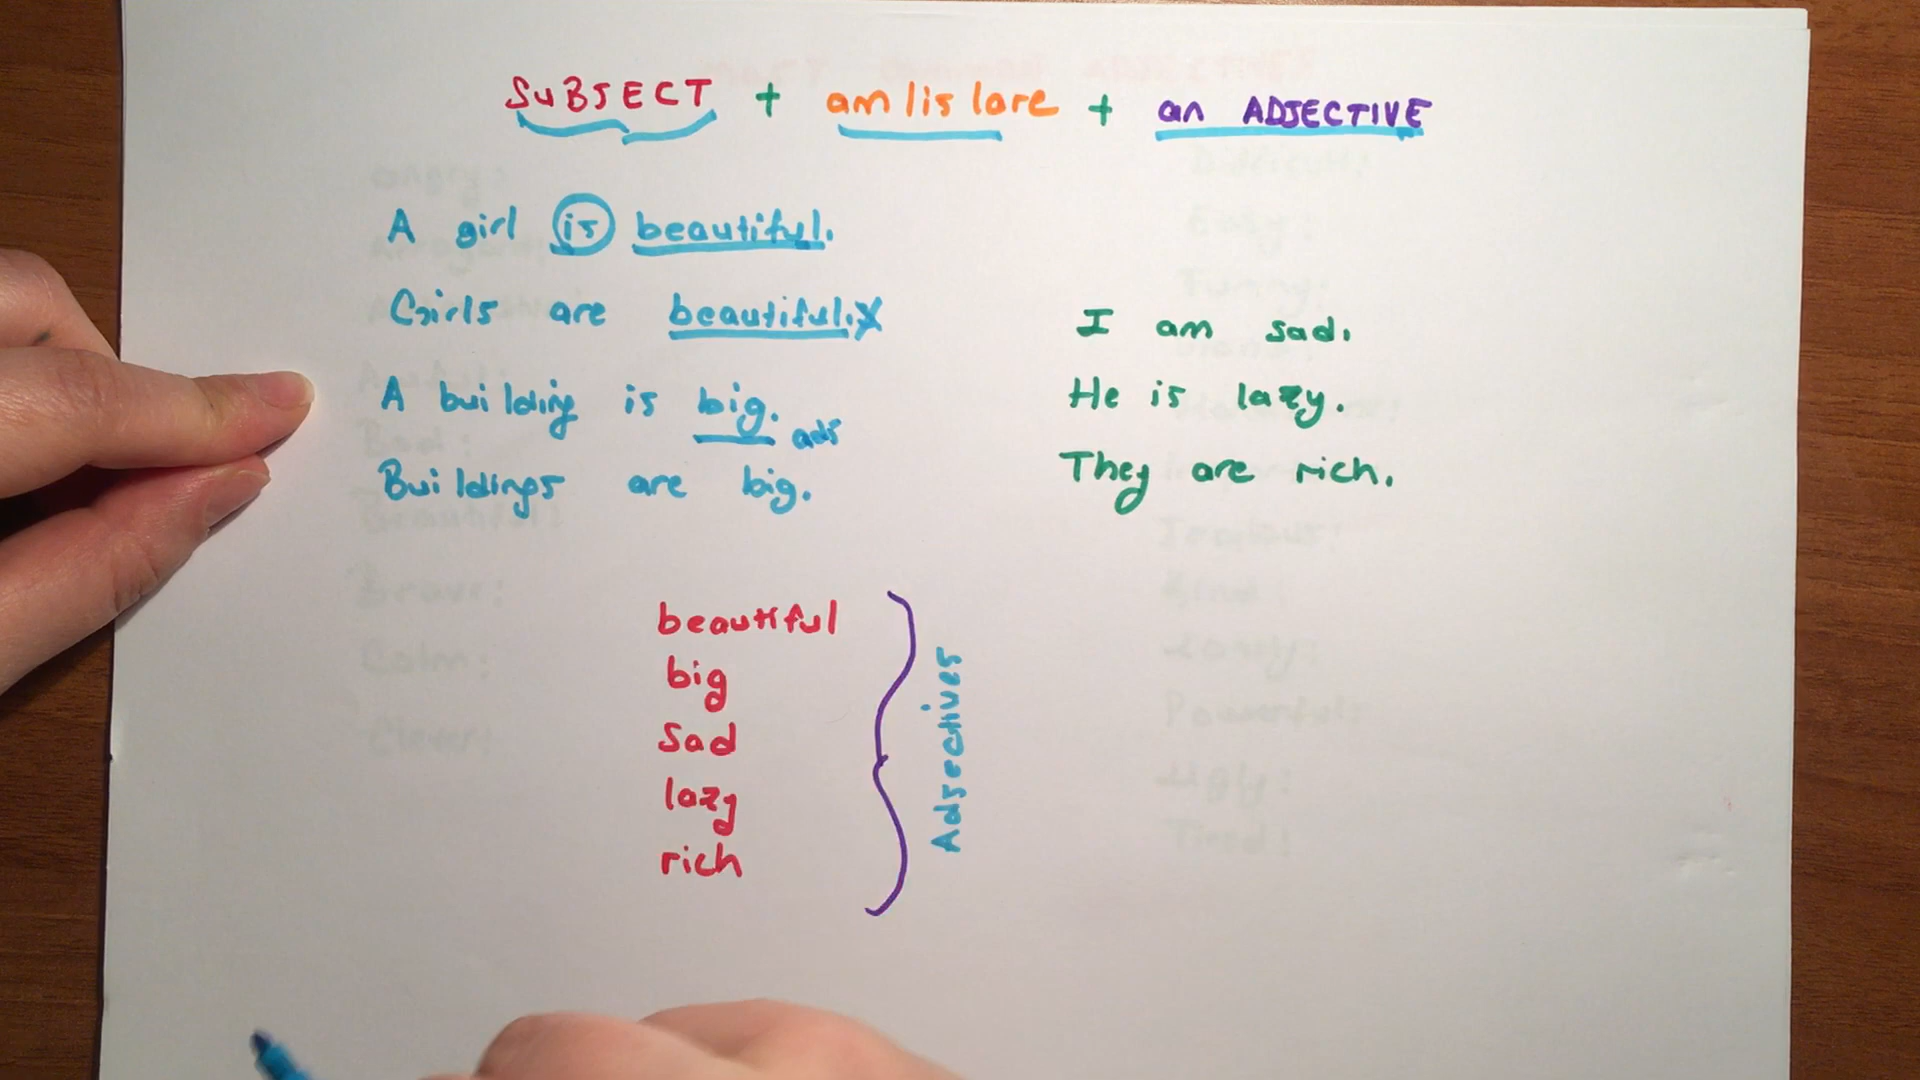 SUBJECT + am/is/are + an ADJECTIVE
A girl is beautiful.
Girls are beautiful.x
A building is big. adj
Buildings are big.
I am sad.
He is lazy.
They are rich.
beautiful
big
sad
lazy
rich
Adjectives